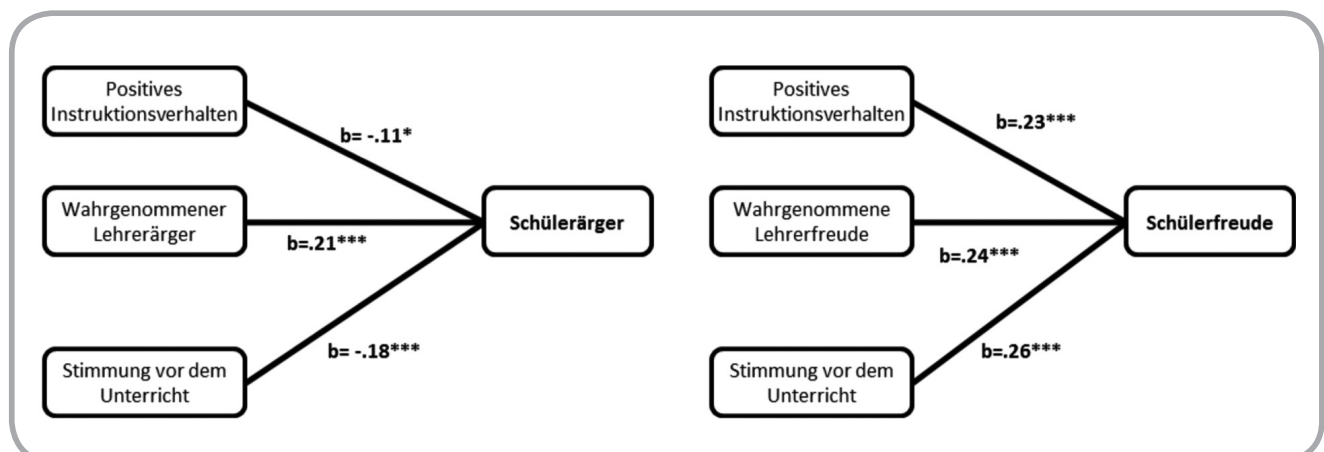 Positives
Instruktionsverhalten
b= -.11*
Wahrgenommener
Lehrerärger
b=.21***
Schülerärger
Stimmung vor dem
Unterricht
b= -.18***
Positives
Instruktionsverhalten
b=.23***
Wahrgenommene
Lehrerfreude
b=.24***
Schülerfreude
Stimmung vor dem
Unterricht
b=.26***